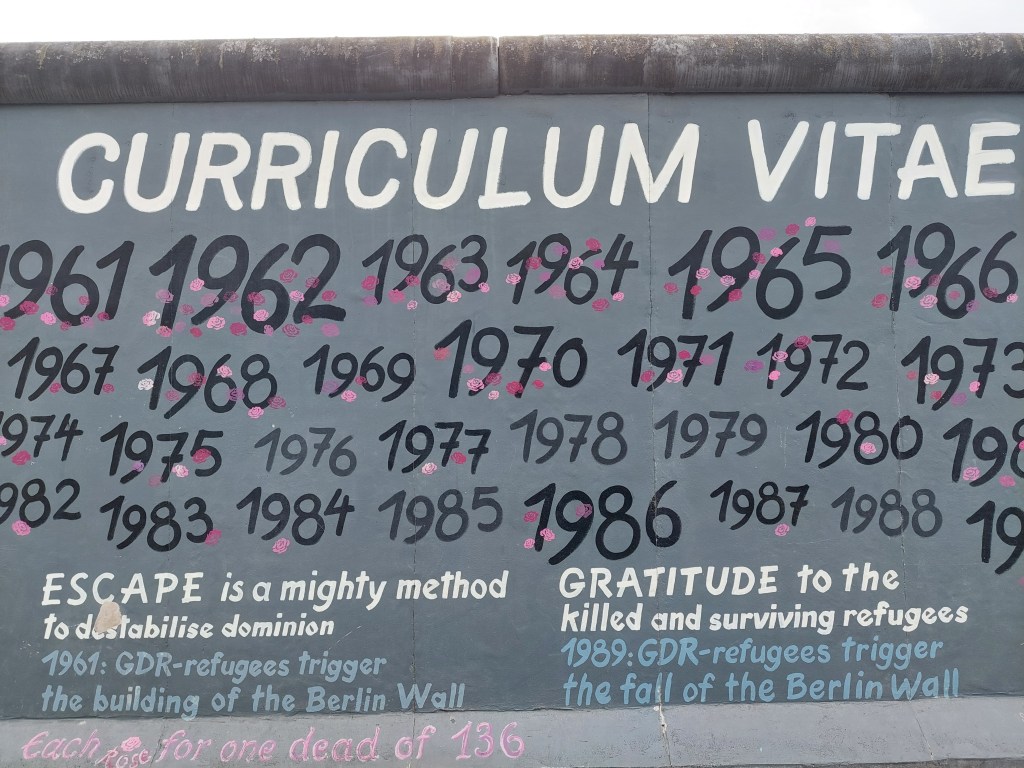 CURRICULUM VITAE
1961 1962 1963 1964 1965 1966
1967 1968 1969 1970 1971 1972 1973
1974 1975 1976 1977 1978 1979 1980
1982 1983 1984 1985 1986 1987 1988
ESCAPE is a mighty method
to destabilise dominion
1961: GDR-refugees trigger
the building of the Berlin Wall
GRATITUDE to the
killed and surviving refugees
1989: GDR-refugees trigger
the fall of the Berlin Wall
Each rose for one dead of 136